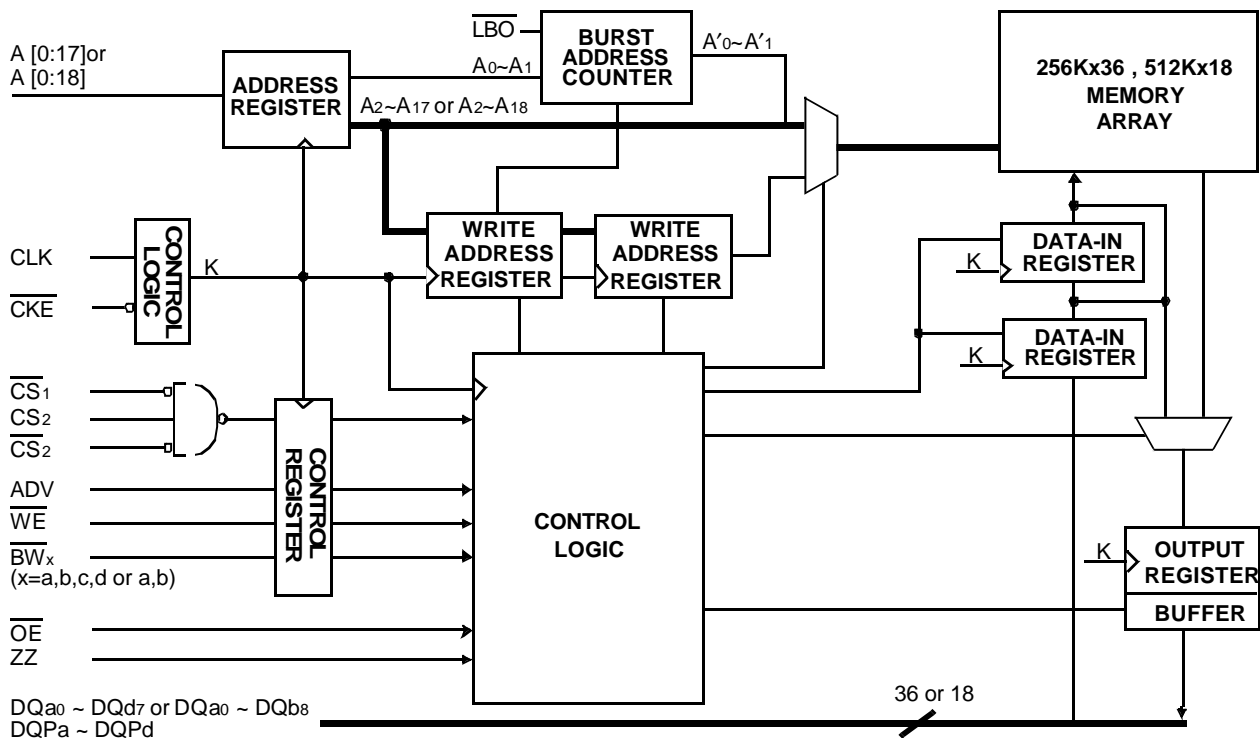 A [0:17]or
A [0:18]
ADDRESS
REGISTER
LBO
A0~A1
BURST
ADDRESS
COUNTER
A′0~A′1
A2~A17 or A2~A18
256Kx36 , 512Kx18
MEMORY
ARRAY
CLK
CKE
CONTROL
LOGIC
K
WRITE
ADDRESS
REGISTER
WRITE
ADDRESS
REGISTER
K
DATA-IN
REGISTER
K
DATA-IN
REGISTER
CS1
CS2
CS2
ADV
WE
BWx
(x=a,b,c,d or a,b)
CONTROL
REGISTER
CONTROL
LOGIC
K
OUTPUT
REGISTER
BUFFER
OE
ZZ
DQa0 ~ DQd7 or DQa0 ~ DQb8
DQPa ~ DQPd
36 or 18